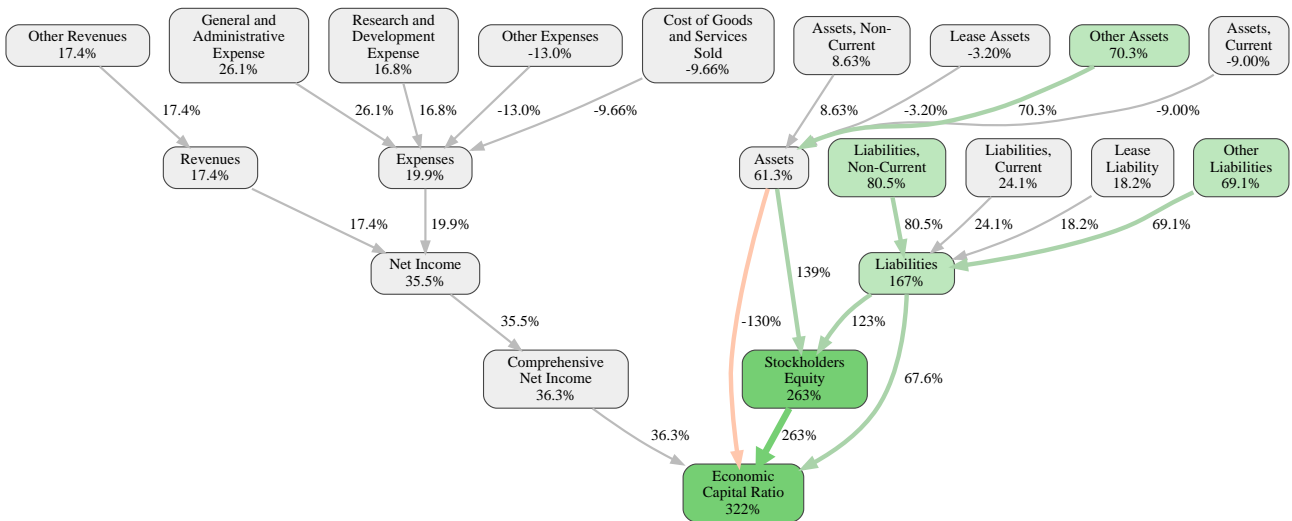 Other Revenues
17.4%
General and
Administrative
Expense
26.1%
Research and
Development
Expense
16.8%
Other Expenses
-13.0%
Cost of Goods
and Services
Sold
-9.66%
Assets, Non-
Current
8.63%
Lease Assets
-3.20%
Other Assets
70.3%
Assets,
Current
-9.00%
17.4%
26.1%
16.8%
-13.0%
-9.66%
8.63%
-3.20%
70.3%
-9.00%
Revenues
17.4%
Expenses
19.9%
Assets
61.3%
Liabilities,
Non-Current
80.5%
Liabilities,
Current
24.1%
Lease
Liability
18.2%
Other
Liabilities
69.1%
17.4%
19.9%
80.5%
24.1%
18.2%
69.1%
Net Income
35.5%
139%
Liabilities
167%
35.5%
-130%
123%
Comprehensive
Net Income
36.3%
Stockholders
Equity
263%
67.6%
36.3%
263%
Economic
Capital Ratio
322%